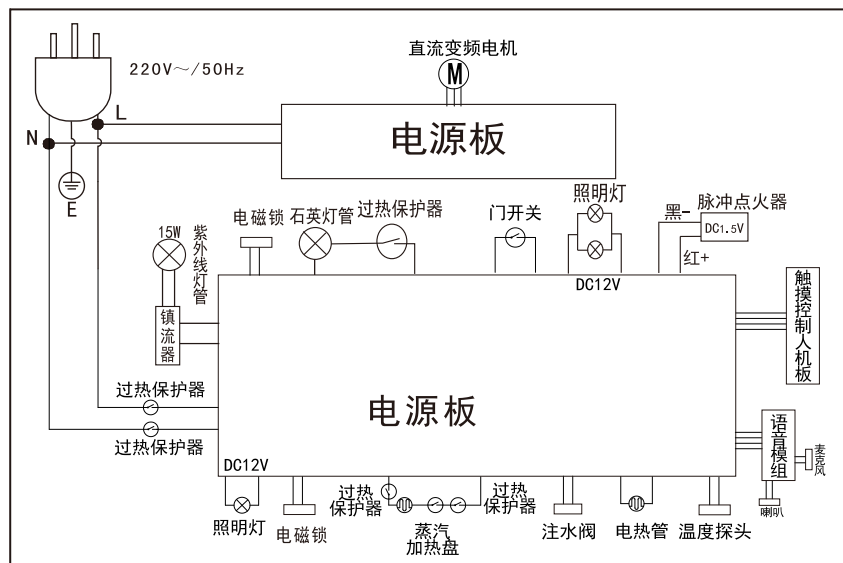 直流变频电机
220V～/50Hz
M
L
电源板
N
E
照明灯
脉冲点火器
过热保护器
石英灯管
电磁锁
门开关
黑-
DC1.5V
15W
紫外线灯管
红+
DC12V
触摸控制人机板
镇流器
过热保护器
电源板
语音模组
麦克风
过热保护器
DC12V
过热
保护器
过热
保护器
喇叭
照明灯
电磁锁
蒸汽
加热盘
注水阀
电热管
温度探头